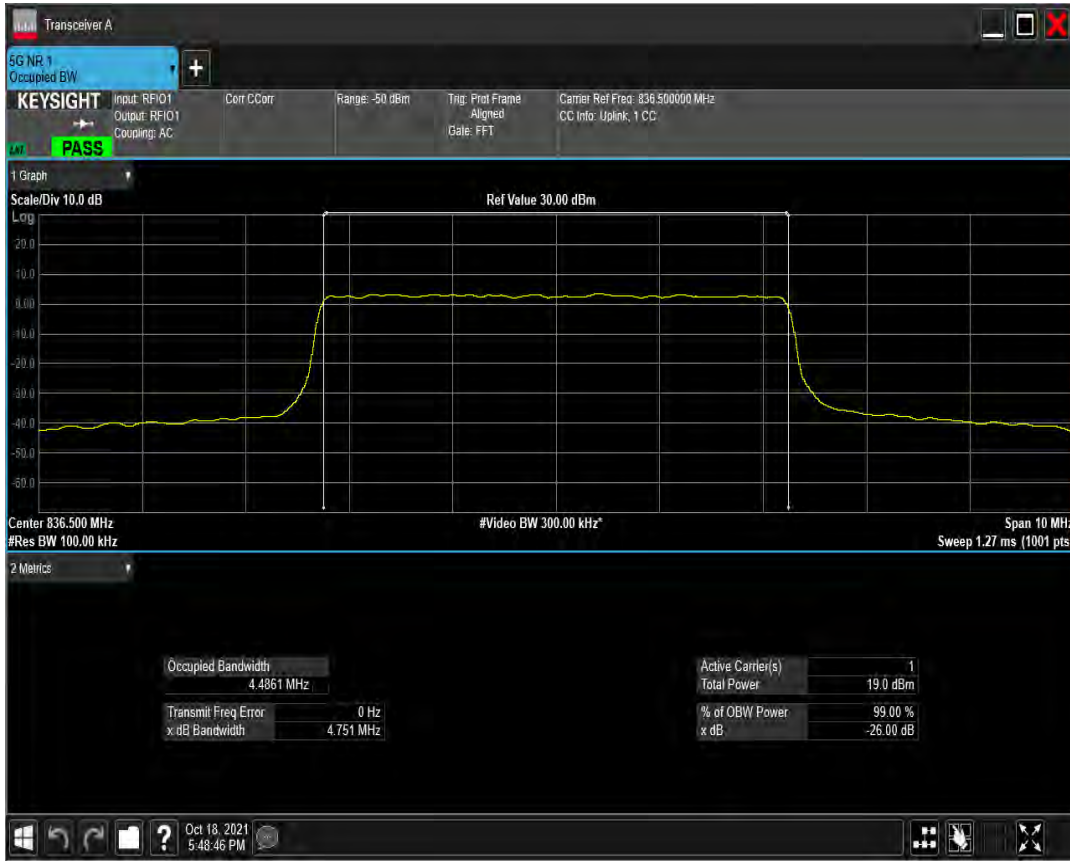 Transceiver A
5G NR 1
Occupied BW
+
KEYSIGHT
PASS
Input: RFIO1
Output: RFIO1
Coupling: AC
Corr CCorr
Range: -50 dBm
Trig: Prot Frame
Aligned
Gate: FFT
Carrier Ref Freq: 836.500000 MHz
CC Info: Uplink, 1 CC
1 Graph
Scale/Div 10.0 dB
Ref Value 30.00 dBm
Log
20.0
10.0
0.00
-10.0
-20.0
-30.0
-40.0
-50.0
-60.0
Center 836.500 MHz
#Video BW 300.00 kHz*
Span 10 MHz
#Res BW 100.00 kHz
Sweep 1.27 ms (1001 pts
2 Metrics
Occupied Bandwidth
4.4861 MHz
Transmit Freq Error 0 Hz
x dB Bandwidth 4.751 MHz
Active Carrier(s) 1
Total Power 19.0 dBm
% of OBW Power 99.00 %
x dB -26.00 dB
?
Oct 18, 2021
5:48:46 PM